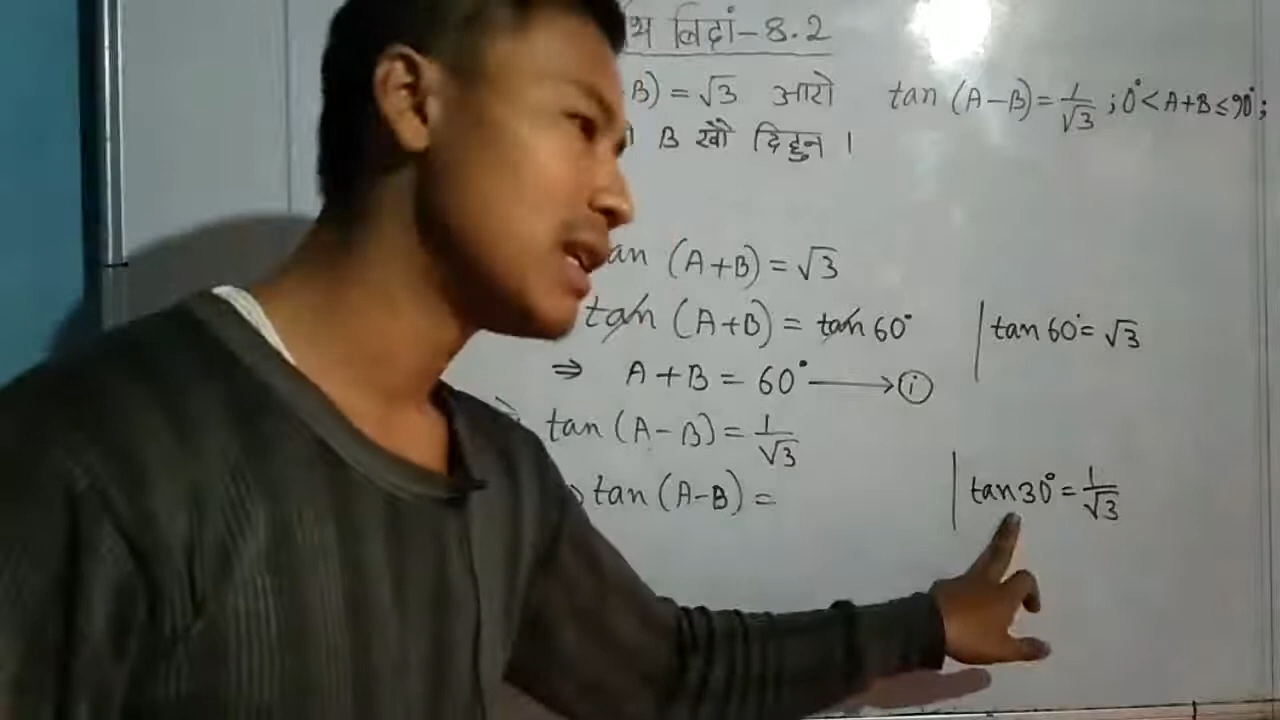 लिदां-8.2
B) = √3 आरो tan (A-B) = 1/√3 ; 0° < A+B ≤ 90° ;
B खौ दिहुन ।
tan (A+B) = √3
tan (A+B) = tan 60° | tan 60° = √3
⇒ A+B = 60° ⟶ (i)
tan (A-B) = 1/√3
tan (A-B) = | tan 30° = 1/√3